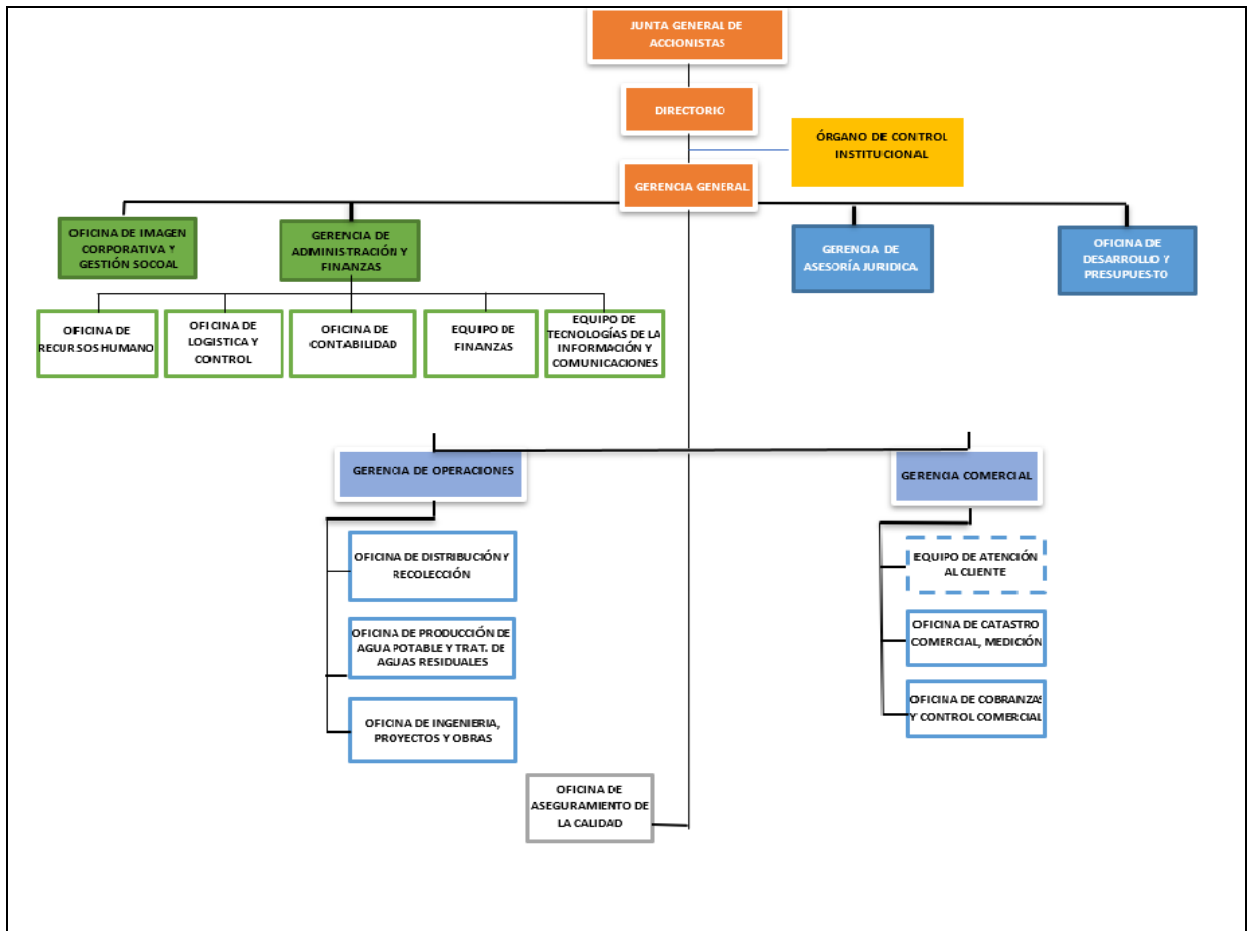 JUNTA GENERAL DE
ACCIONISTAS
DIRECTORIO
ÓRGANO DE CONTROL
INSTITUCIONAL
GERENCIA GENERAL
OFICINA DE IMAGEN
CORPORATIVA Y
GESTIÓN SOCOAL
GERENCIA DE
ADIMINISTRACIÓN Y
FINANZAS
GERENCIA DE
ASESORÍA JURIDICA
OFICINA DE
DESARROLLO Y
PRESUPUESTO
OFICINA DE
RECURSOS HUMANO
OFICINA DE
LOGISTICA Y
CONTROL
OFICINA DE
CONTABILIDAD
EQUIPO DE
FINANZAS
EQUIPO DE
TECNOLOGÍAS DE LA
INFORMACIÓN Y
COMUNICACIONES
GERENCIA DE OPERACIONES
OFICINA DE DISTRIBUCIÓN Y
RECOLECCIÓN
OFICINA DE PRODUCCIÓN DE
AGUA POTABLE Y TRAT. DE
AGUAS RESIDUALES
OFICINA DE INGENIERIA,
PROYECTOS Y OBRAS
GERENCIA COMERCIAL
EQUIPO DE ATENCIÓN
AL CLIENTE
OFICINA DE CATASTRO
COMERCIAL, MEDICIÓN
OFICINA DE COBRAINZAS
Y CONTROL COMERCIAL
OFICINA DE
ASEGURAMIENTO DE
LA CALIDAD